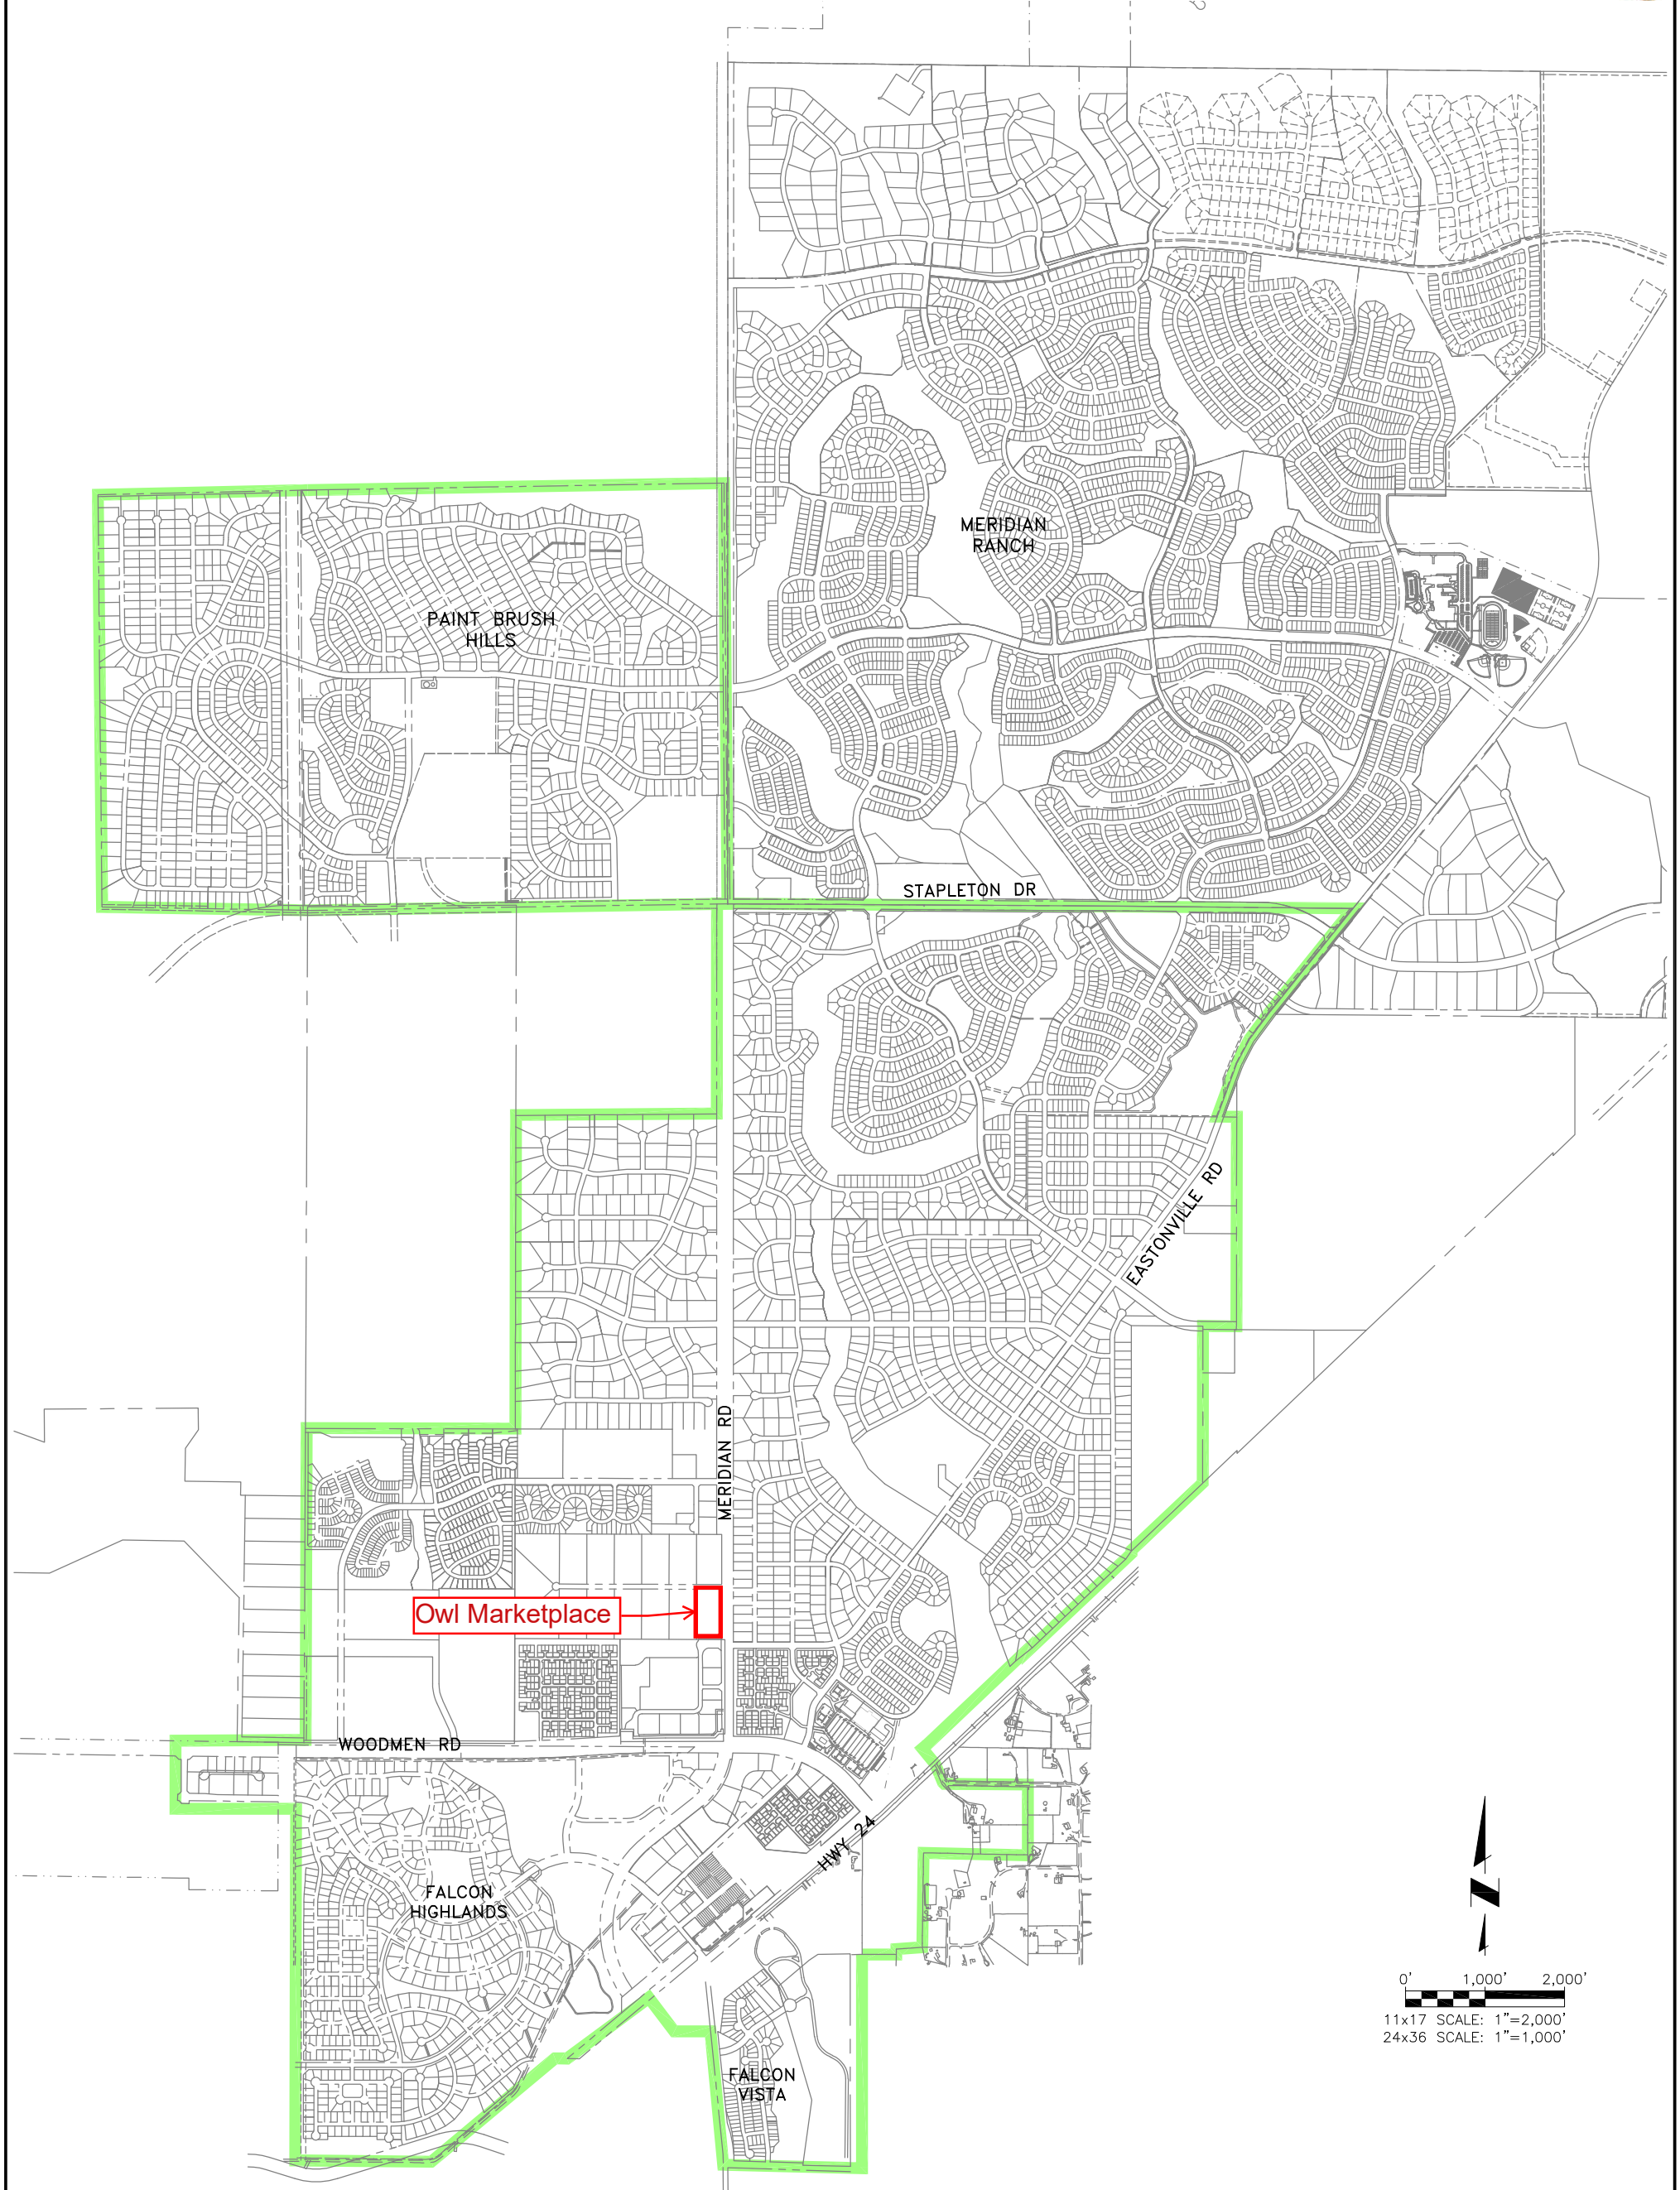 MERIDIAN
RANCH
PAINT BRUSH
HILLS
STAPLETON DR
EASTONVILLE RD
MERIDIAN RD
Owl Marketplace
WOODMEN RD
HWY 24
FALCON
HIGHLANDS
FALCON
VISTA
N
0' 1,000' 2,000'
11x17 SCALE: 1"=2,000'
24x36 SCALE: 1"=1,000'